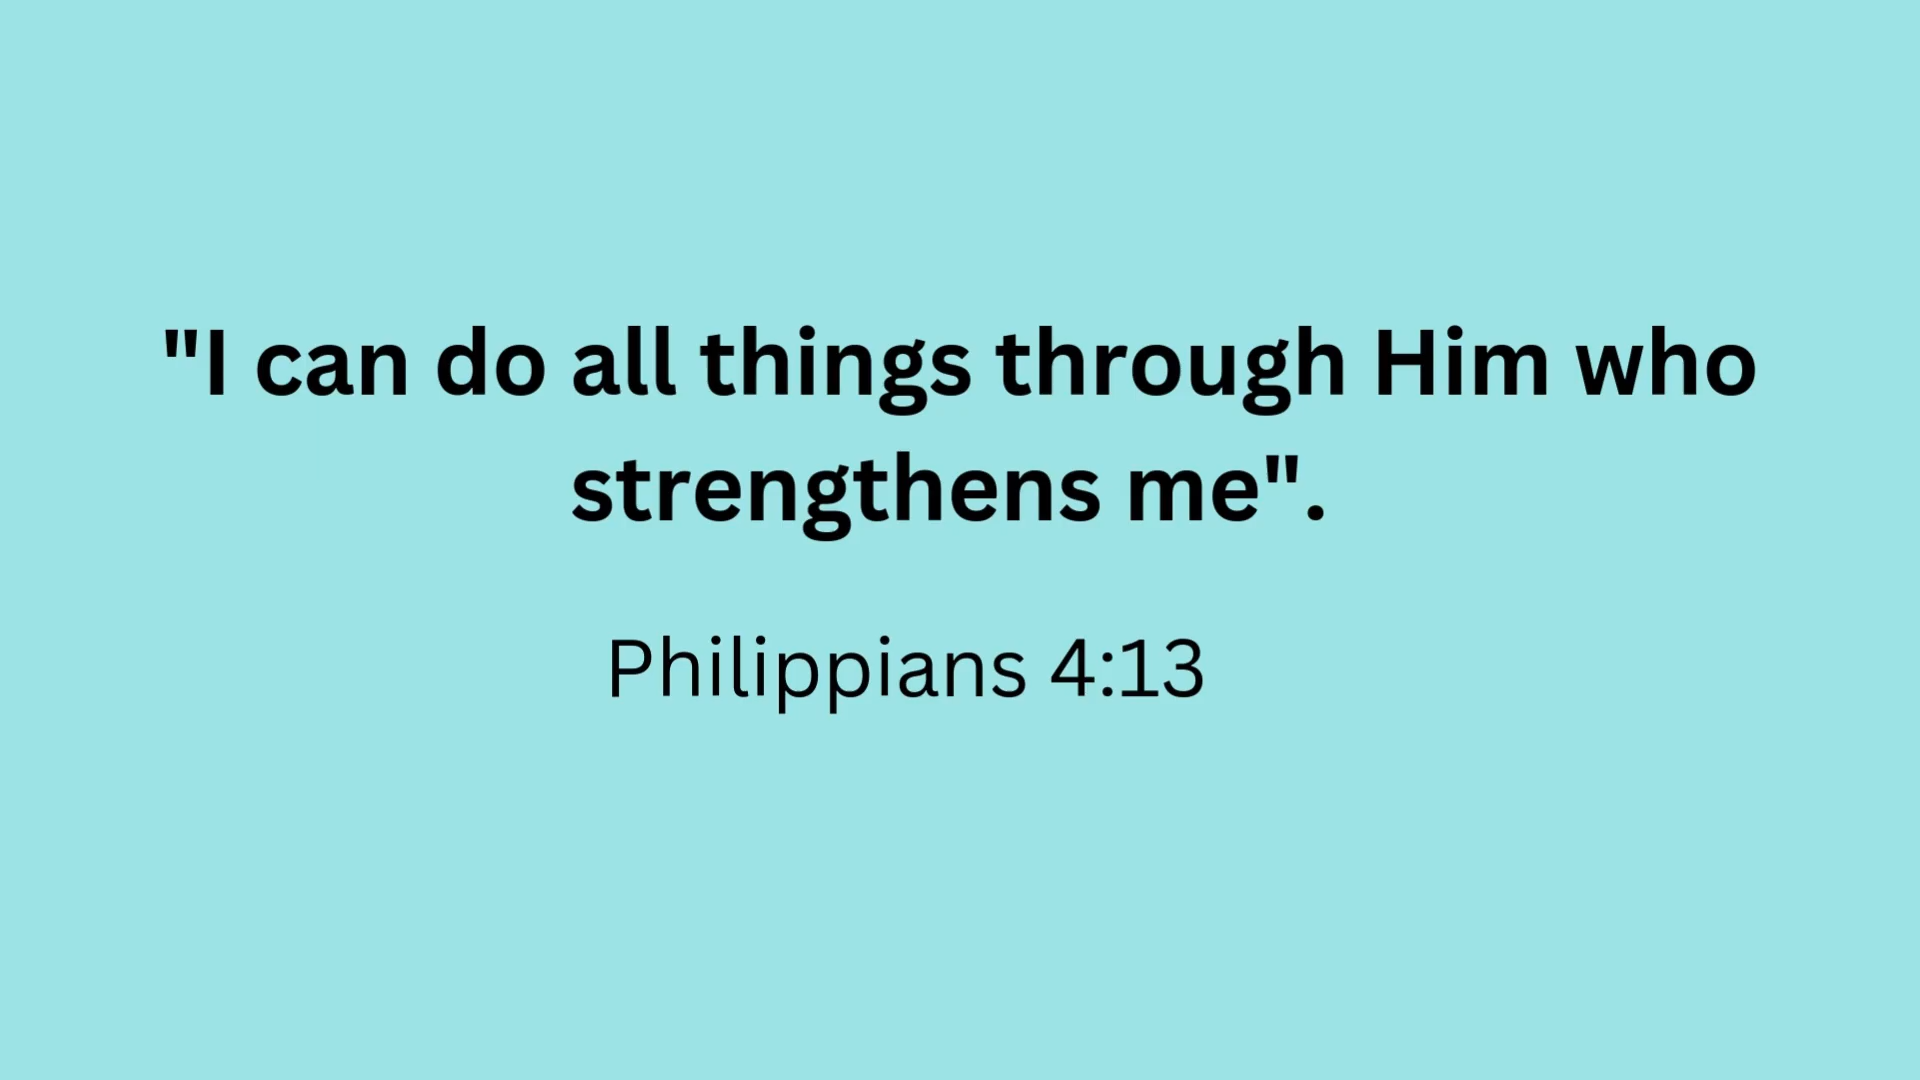 "I can do all things through Him who
strengthens me".
Philippians 4:13